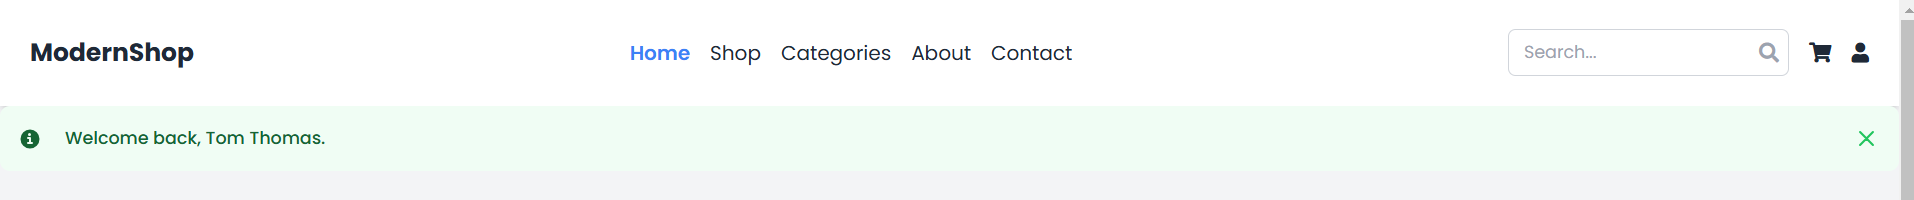 ModernShop
Home Shop Categories About Contact
Search...
Welcome back, Tom Thomas.